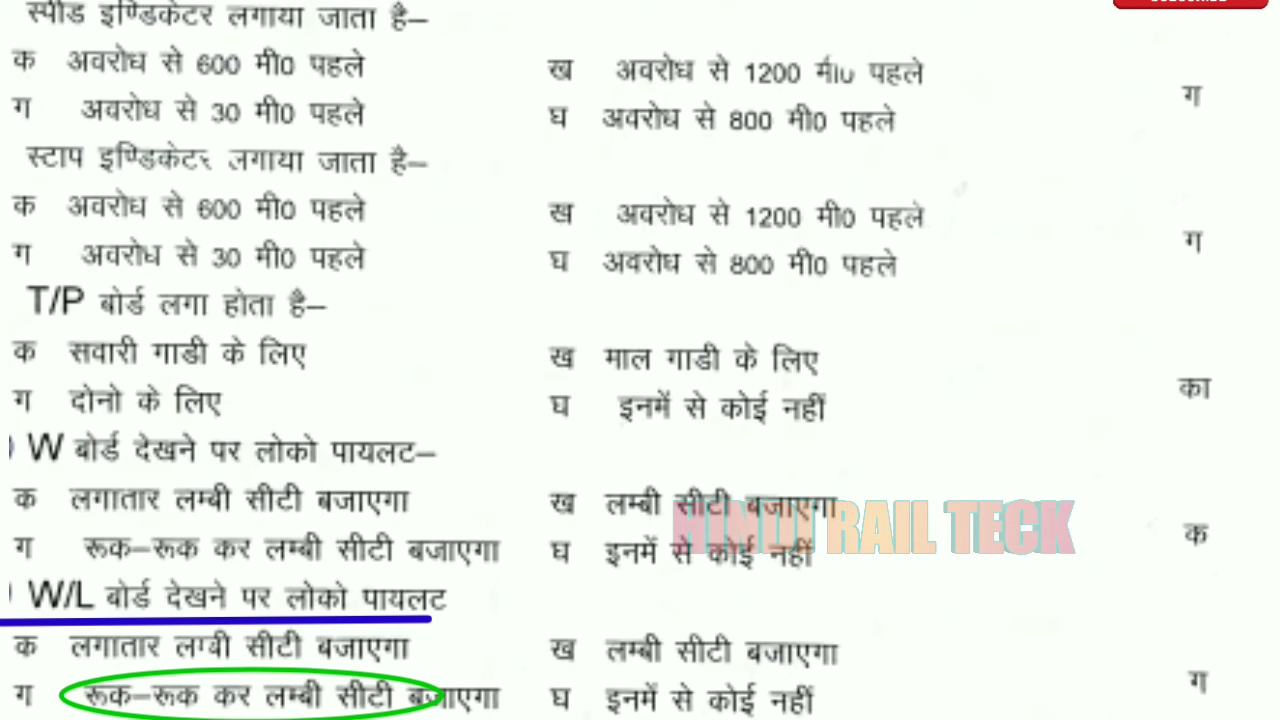 स्पीड इण्डिकेटर लगाया जाता है–
क अवरोध से 600 मी0 पहले ख अवरोध से 1200 मी0 पहले
ग
ग अवरोध से 30 मी0 पहले घ अवरोध से 800 मी0 पहले
स्टाप इण्डिकेटर लगाया जाता है–
क अवरोध से 600 मी0 पहले ख अवरोध से 1200 मी0 पहले
ग
ग अवरोध से 30 मी0 पहले घ अवरोध से 800 मी0 पहले
T/P बोर्ड लगा होता है–
क सवारी गाडी के लिए ख माल गाडी के लिए
का
ग दोनो के लिए घ इनमें से कोई नहीं
W बोर्ड देखने पर लोको पायलट–
क लगातार लम्बी सीटी बजाएगा ख लम्बी सीटी बजाएगा
HINDI RAIL TECK
क
ग रूक–रूक कर लम्बी सीटी बजाएगा घ इनमें से कोई नहीं
W/L बोर्ड देखने पर लोको पायलट
क लगातार लम्बी सीटी बजाएगा ख लम्बी सीटी बजाएगा
ग
ग रूक–रूक कर लम्बी सीटी बजाएगा घ इनमें से कोई नहीं